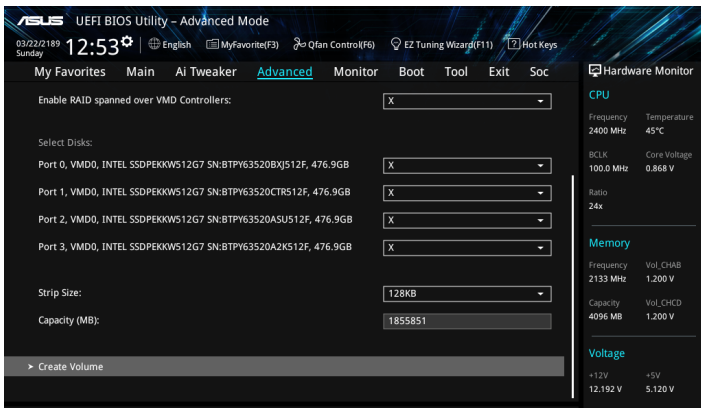 ASUS UEFI BIOS Utility – Advanced Mode
03/22/2189 Sunday 12:53 English MyFavorite(F3) Qfan Control(F6) EZ Tuning Wizard(F11) ? Hot Keys
My Favorites Main Ai Tweaker Advanced Monitor Boot Tool Exit Soc
Enable RAID spanned over VMD Controllers: X
Select Disks:
Port 0, VMD0, INTEL SSDPEKKW512G7 SN:BTPY63520BXJ512F, 476.9GB X
Port 1, VMD0, INTEL SSDPEKKW512G7 SN:BTPY63520CTR512F, 476.9GB X
Port 2, VMD0, INTEL SSDPEKKW512G7 SN:BTPY63520ASU512F, 476.9GB X
Port 3, VMD0, INTEL SSDPEKKW512G7 SN:BTPY63520A2K512F, 476.9GB X
Strip Size: 128KB
Capacity (MB): 1855851
> Create Volume
Hardware Monitor
CPU
Frequency Temperature
2400 MHz 45°C
BCLK Core Voltage
100.0 MHz 0.868 V
Ratio
24x
Memory
Frequency Vol_CHAB
2133 MHz 1.200 V
Capacity Vol_CHCD
4096 MB 1.200 V
Voltage
+12V +5V
12.192 V 5.120 V